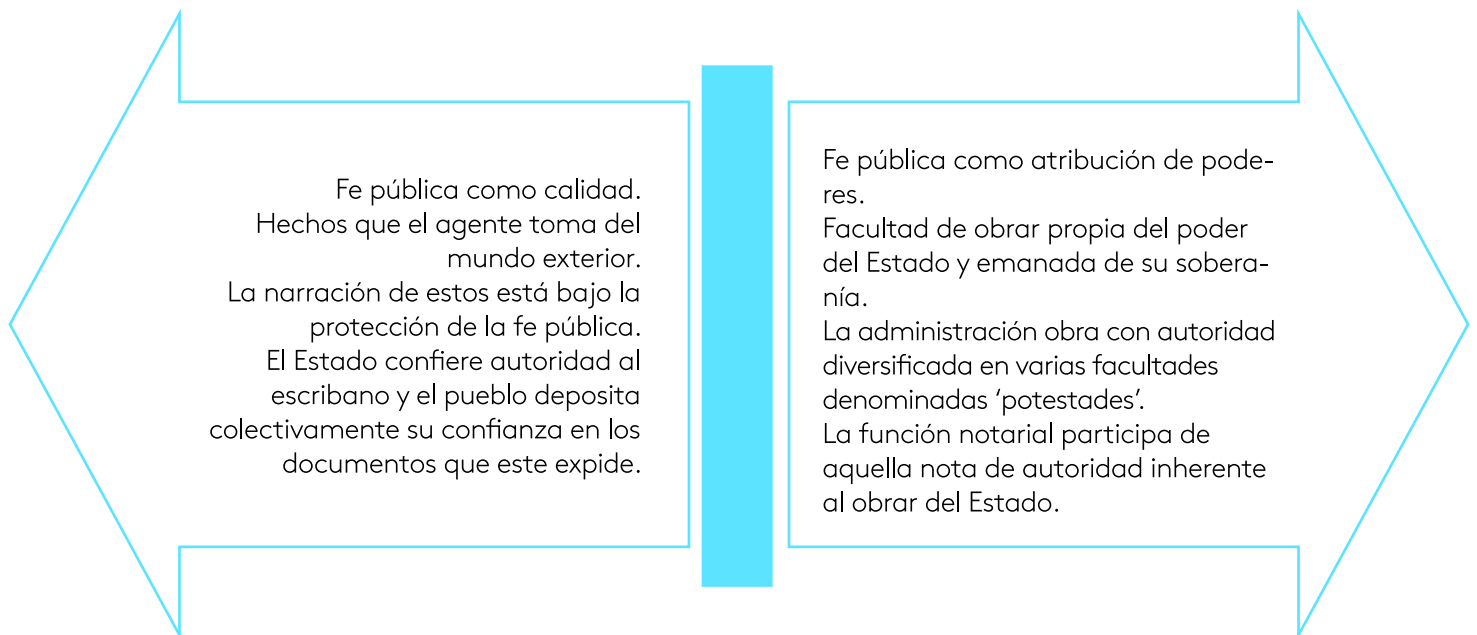 Fe pública como calidad.
Hechos que el agente toma del
mundo exterior.
La narración de estos está bajo la
protección de la fe pública.
El Estado confiere autoridad al
escribano y el pueblo deposita
colectivamente su confianza en los
documentos que este expide.
Fe pública como atribución de pode-
res.
Facultad de obrar propia del poder
del Estado y emanada de su sobera-
nía.
La administración obra con autoridad
diversificada en varias facultades
denominadas ‘potestades’.
La función notarial participa de
aquella nota de autoridad inherente
al obrar del Estado.